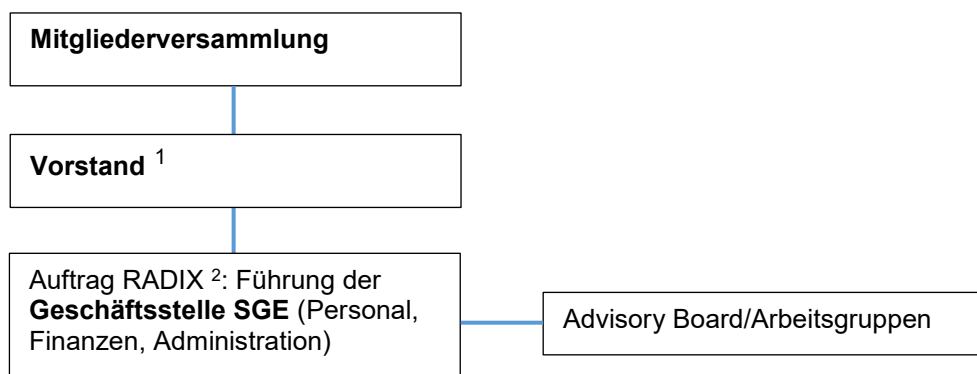 Mitgliederversammlung
Vorstand ¹
Auftrag RADIX ²: Führung der
Geschäftsstelle SGE (Personal,
Finanzen, Administration)
Advisory Board/Arbeitsgruppen